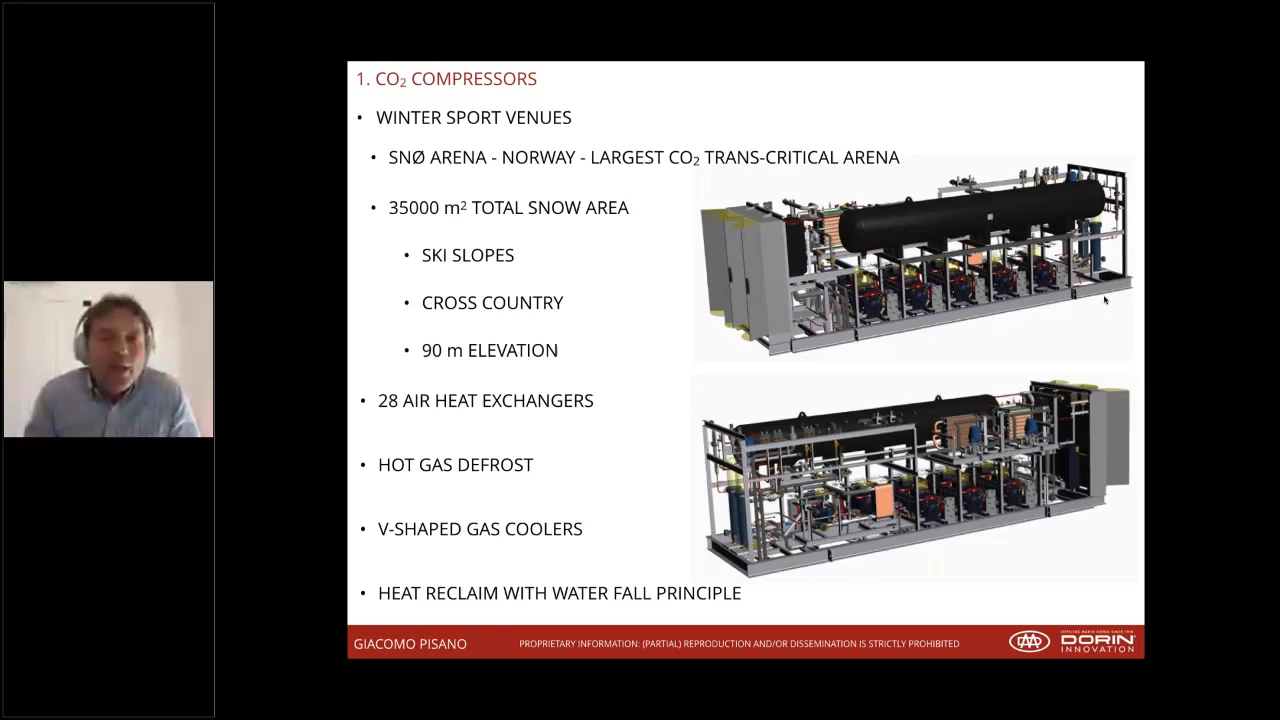 1. CO₂ COMPRESSORS
• WINTER SPORT VENUES
• SNØ ARENA - NORWAY - LARGEST CO₂ TRANS-CRITICAL ARENA
• 35000 m² TOTAL SNOW AREA
• SKI SLOPES
• CROSS COUNTRY
• 90 m ELEVATION
• 28 AIR HEAT EXCHANGERS
• HOT GAS DEFROST
• V-SHAPED GAS COOLERS
• HEAT RECLAIM WITH WATER FALL PRINCIPLE
GIACOMO PISANO
PROPRIETARY INFORMATION: (PARTIAL) REPRODUCTION AND/OR DISSEMINATION IS STRICTLY PROHIBITED
DORIN
INNOVATION